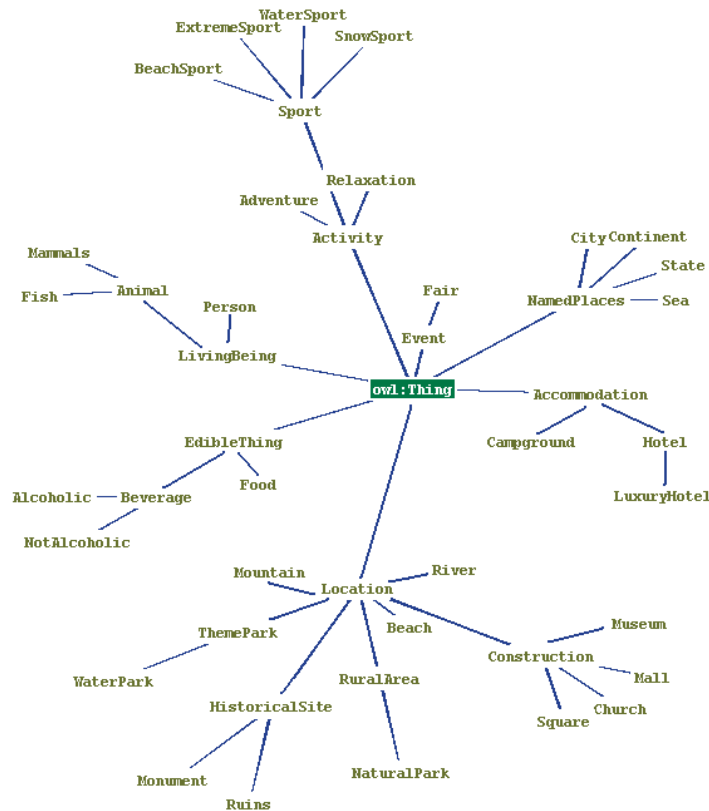 WaterSport
ExtremeSport
SnowSport
BeachSport
Sport
Relaxation
Adventure
Activity
City
Continent
Mammals
State
Fish
Animal
Fair
NamedPlaces
Sea
Person
Event
LivingBeing
owl:Thing
Accommodation
EdibleThing
Campground
Hotel
Food
Alcoholic
Beverage
LuxuryHotel
NotAlcoholic
Mountain
River
Location
ThemePark
Beach
Museum
Construction
WaterPark
RuralArea
Mall
HistoricalSite
Church
Square
NaturalPark
Monument
Ruins